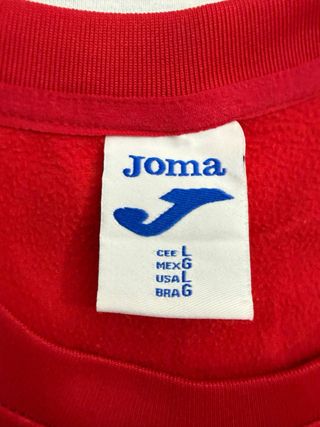 Joma
CEE L
MEX G
USA L
BRA G